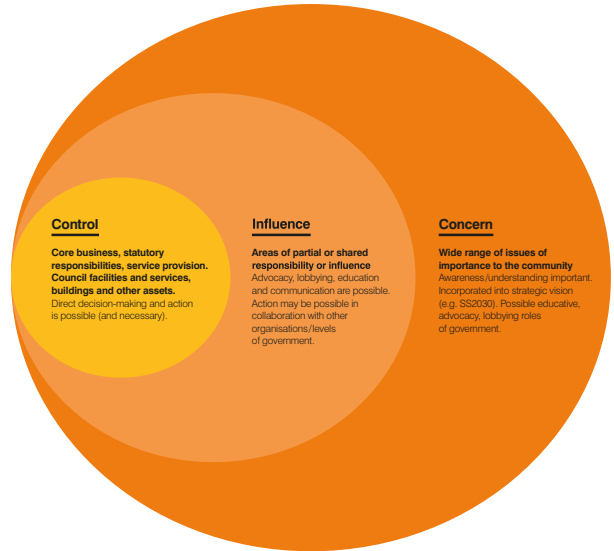 Control
Core business, statutory
responsibilities, service provision.
Council facilities and services,
buildings and other assets.
Direct decision-making and action
is possible (and necessary).
Influence
Areas of partial or shared
responsibility or influence
Advocacy, lobbying, education
and communication are possible.
Action may be possible in
collaboration with other
organisations/levels
of government.
Concern
Wide range of issues of
importance to the community
Awareness/understanding important.
Incorporated into strategic vision
(e.g. SS2030). Possible educative,
advocacy, lobbying roles
of government.